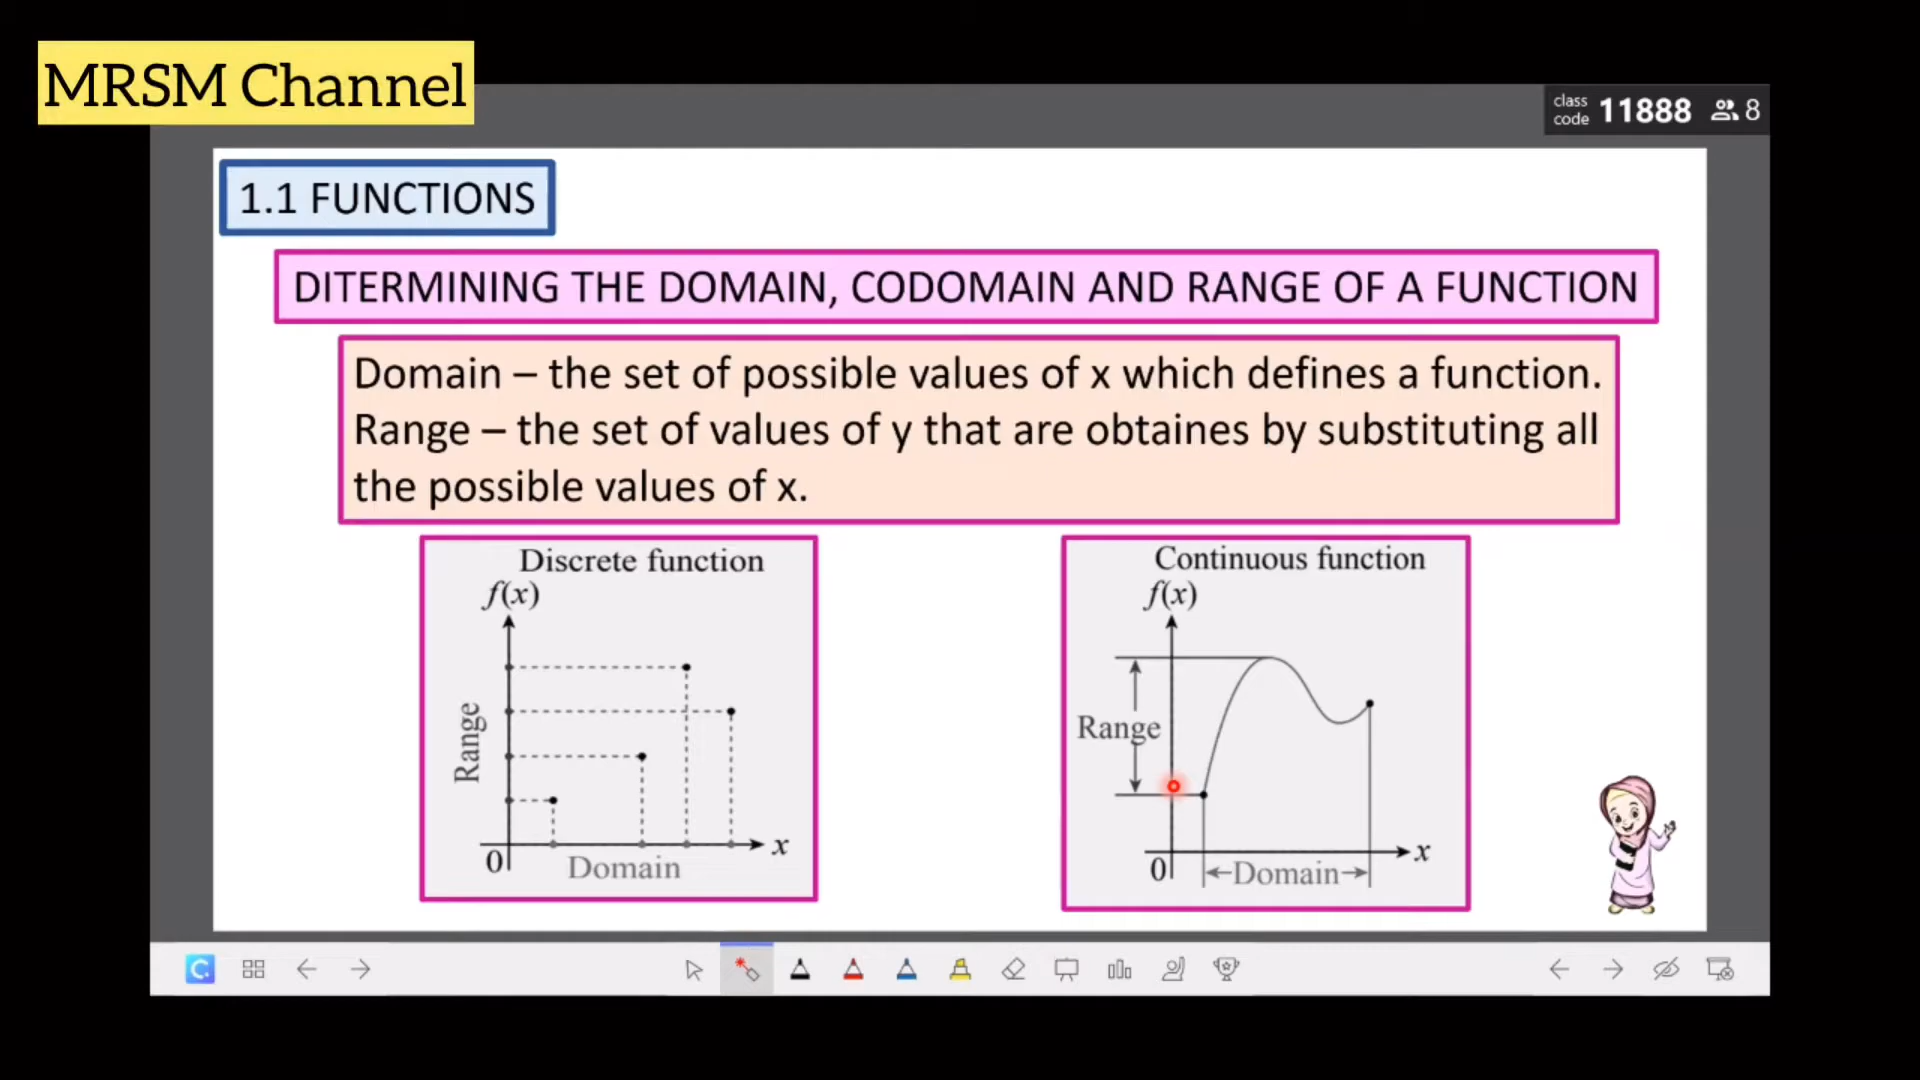 MRSM Channel
class code 11888 8
1.1 FUNCTIONS
DITERMINING THE DOMAIN, CODOMAIN AND RANGE OF A FUNCTION
Domain – the set of possible values of x which defines a function.
Range – the set of values of y that are obtaines by substituting all
the possible values of x.
Discrete function
f(x)
Range
0
Domain
x
Continuous function
f(x)
Range
0
Domain
x